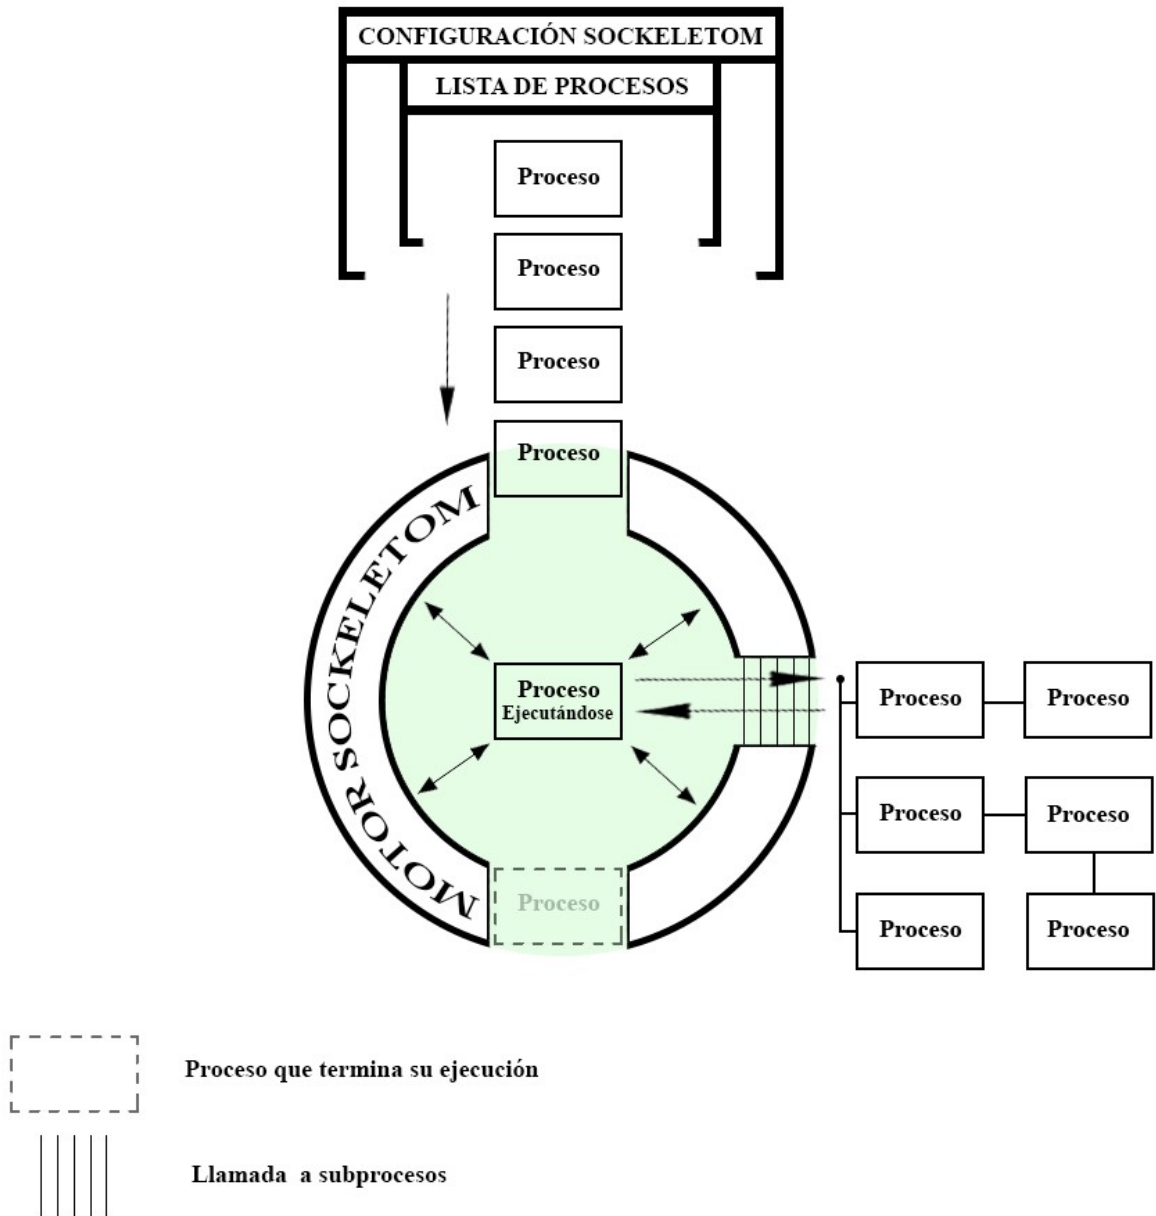 CONFIGURACIÓN SOCKELETOM
LISTA DE PROCESOS
Proceso
Proceso
Proceso
Proceso
MOTOR SOCKELETOM
Proceso
Ejecutándose
Proceso
Proceso
Proceso
Proceso
Proceso
Proceso
Proceso
Proceso que termina su ejecución
Llamada a subprocesos